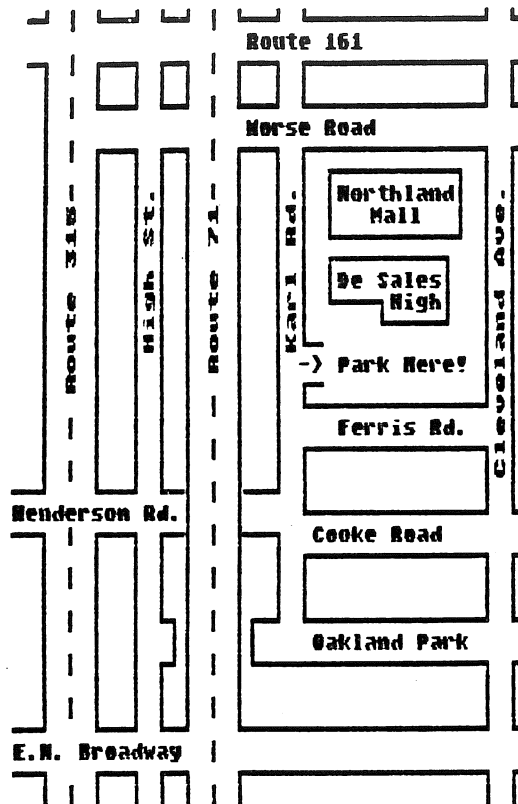 Route 161
Morse Road
Northland
Mall
De Sales
High
-> Park Here!
Route 315
High St.
Route 71
Karl Rd.
Cleveland Ave.
Ferris Rd.
Henderson Rd.
Cooke Road
Oakland Park
E.N. Broadway